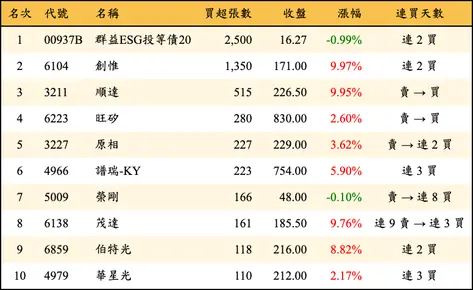 名次 代號 名稱 買超張數 收盤 漲幅 連買天數
1 00937B 群益ESG投等債20 2,500 16.27 -0.99% 連 2 買
2 6104 創惟 1,350 171.00 9.97% 連 2 買
3 3211 順達 515 226.50 9.95% 賣 → 買
4 6223 旺矽 280 830.00 2.60% 賣 → 買
5 3227 原相 227 229.00 3.62% 賣 → 連 2 買
6 4966 譜瑞-KY 223 754.00 5.90% 連 3 買
7 5009 榮剛 166 48.00 -0.10% 賣 → 連 8 買
8 6138 茂達 161 185.50 9.76% 連 9 賣 → 連 3 買
9 6859 伯特光 118 216.00 8.82% 連 2 買
10 4979 華星光 110 212.00 2.17% 連 3 買